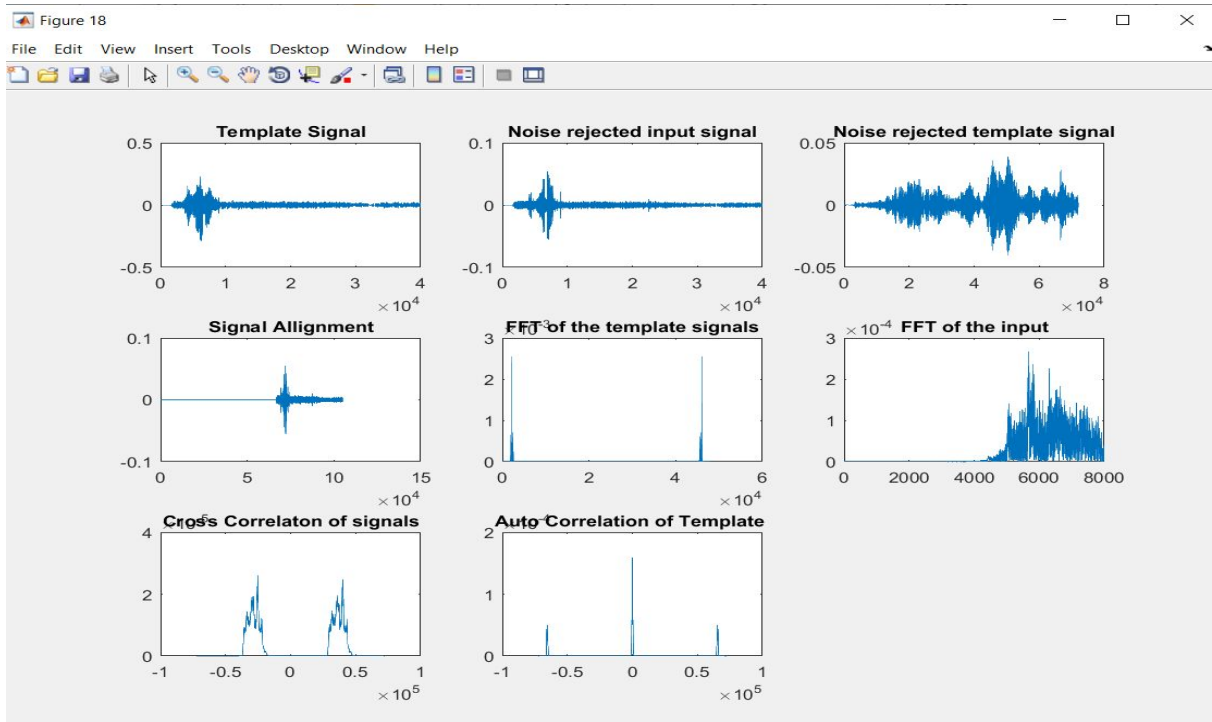 Figure 18
File Edit View Insert Tools Desktop Window Help
Template Signal
0.5
0
-0.5
0 1 2 3 4
×10⁴
Noise rejected input signal
0.1
0
-0.1
0 1 2 3 4
×10⁴
Noise rejected template signal
0.05
0
-0.05
0 2 4 6 8
×10⁴
Signal Allignment
0.1
0
-0.1
0 5 10 15
×10⁴
×10⁻³
FFT of the template signals
3
2
1
0
0 2 4 6
×10⁴
×10⁻⁴ FFT of the input
3
2
1
0
0 2000 4000 6000 8000
×10⁻⁵
Cross Correlaton of signals
4
2
0
-1 -0.5 0 0.5 1
×10⁵
×10⁻⁴
Auto Correlation of Template
2
1
0
-1 -0.5 0 0.5 1
×10⁵